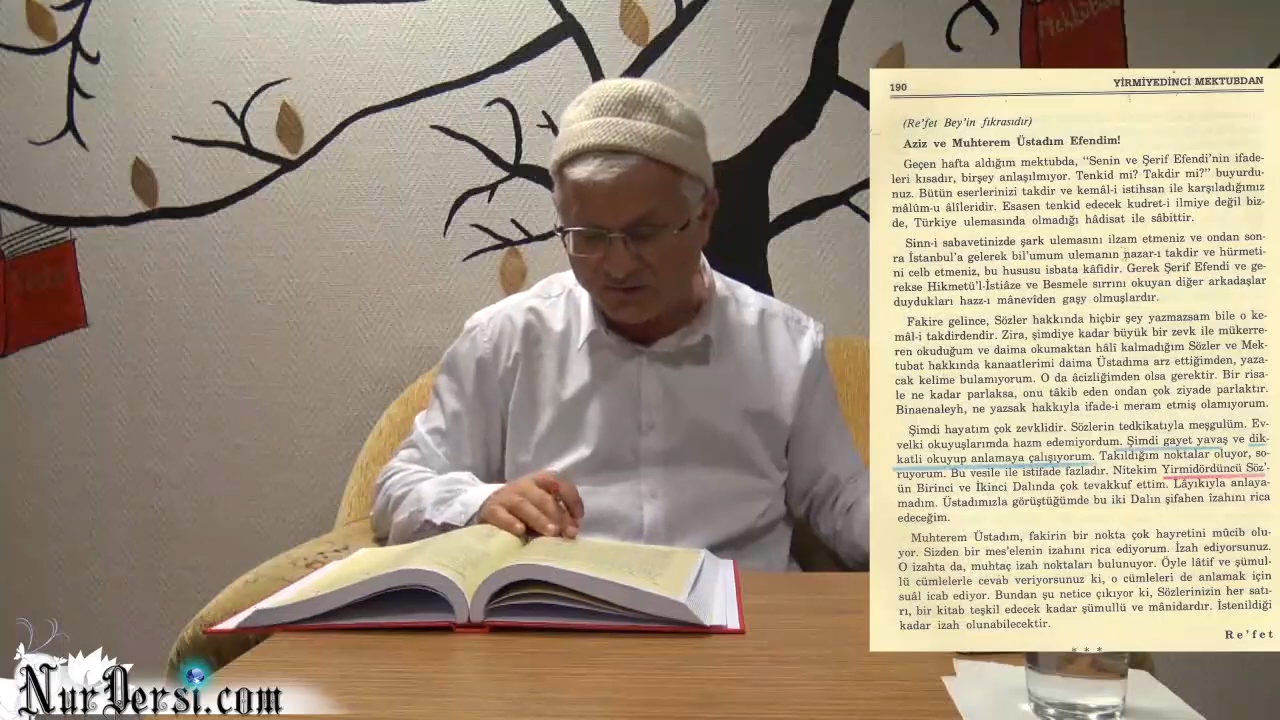 Mektubat
190 YİRMİYEDİNCİ MEKTUBDAN
(Re'fet Bey'in fıkrasıdır)
Aziz ve Muhterem Üstadım Efendim!
Geçen hafta aldığım mektubda, "Senin ve Şerif Efendi'nin ifade-
leri kısadır, birşey anlaşılmıyor. Tenkid mi? Takdir mi?" buyurdu-
nuz. Bütün eserlerinizi takdir ve kemâl-i istihsan ile karşıladığımız
mâlûm-u âlîleridir. Esasen tenkid edecek kudret-i ilmiye değil biz-
de, Türkiye ulemasında olmadığı hâdisat ile sâbittir.
Sinn-i sabavetinizde şark ulemasını ilzam etmeniz ve ondan son-
ra İstanbul'a gelerek bil'umum ulemanın nazar-ı takdir ve hürmeti-
ni celb etmeniz, bu hususu isbata kâfidir. Gerek Şerif Efendi ve ge-
rekse Hikmetü'l-İstiâze ve Besmele sırrını okuyan diğer arkadaşlar
duydukları hazz-ı mânevîden gaşy olmuşlardır.
Fakire gelince, Sözler hakkında hiçbir şey yazmazsam bile o ke-
mâl-i takdirdendir. Zira, şimdiye kadar büyük bir zevk ile mükerre-
ren okuduğum ve daima okumaktan hâlî kalmadığım Sözler ve Mek-
tubat hakkında kanaatlerimi daima Üstadıma arz ettiğimden, yaza-
cak kelime bulamıyorum. O da âcizliğimden olsa gerektir. Bir risa-
le ne kadar parlaksa, onu tâkib eden ondan çok ziyade parlaktır.
Binaenaleyh, ne yazsak hakkıyla ifade-i meram etmiş olamıyorum.
Şimdi hayatım çok zevklidir. Sözlerin tedkikatıyla meşgulüm. Ev-
velki okuyuşlarımda hazm edemiyordum. Şimdi gayet yavaş ve dik-
katli okuyup anlamaya çalışıyorum. Takıldığım noktalar oluyor, so-
ruyorum. Bu vesile ile istifade fazladır. Nitekim Yirmidördüncü Söz'-
ün Birinci ve İkinci Dalında çok tevakkuf ettim. Lâyıkıyla anlaya-
madım. Üstadımızla görüştüğümde bu iki Dalın şifahen izahını rica
edeceğim.
Muhterem Üstadım, fakirin bir nokta çok hayretini mûcib olu-
yor. Sizden bir mes'elenin izahını rica ediyorum. İzah ediyorsunuz.
O izahta da, muhtaç izah noktaları bulunuyor. Öyle lâtif ve şümul-
lü cümlelerle cevab veriyorsunuz ki, o cümleleri de anlamak için
suâl icab ediyor. Bundan şu netice çıkıyor ki, Sözlerinizin her satı-
rı, bir kitab teşkil edecek kadar şümullü ve mânidardır. İstenildiği
kadar izah olunabilecektir.
Re'fet
* * *
NurDersi.com